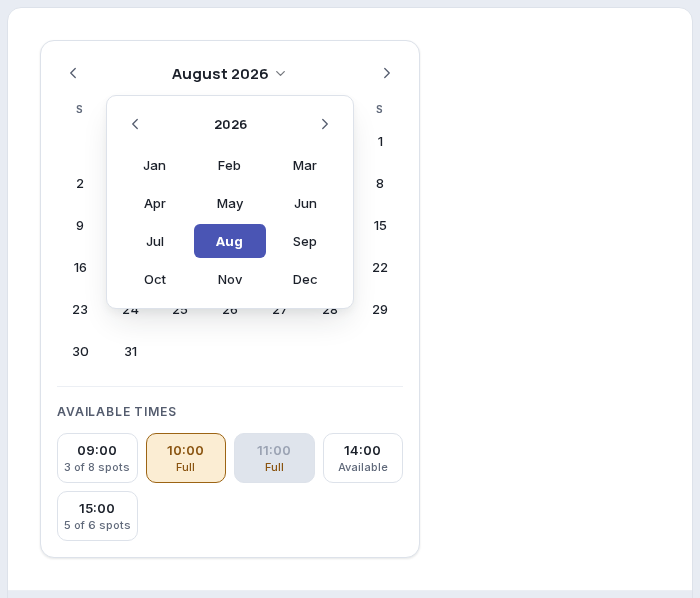 August 2026
S S
2026
Jan Feb Mar
1
2
Apr May Jun
8
9
Jul Aug Sep
15
16
Oct Nov Dec
22
23 24 25 26 27 28 29
30 31
AVAILABLE TIMES
09:00 10:00 11:00 14:00
3 of 8 spots Full Full Available
15:00
5 of 6 spots